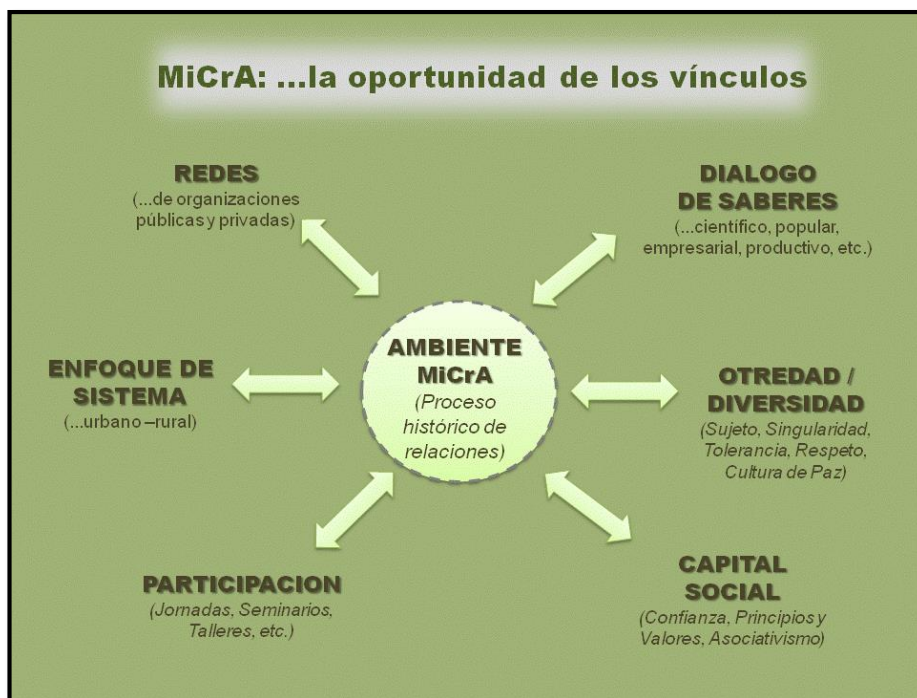 MiCrA: ...la oportunidad de los vínculos
REDES
(...de organizaciones
públicas y privadas)
DIALOGO
DE SABERES
(...científico, popular,
empresarial, productivo, etc.)
ENFOQUE DE
SISTEMA
(...urbano –rural)
AMBIENTE
MiCrA
(Proceso
histórico de
relaciones)
OTREDAD /
DIVERSIDAD
(Sujeto, Singularidad,
Tolerancia, Respeto,
Cultura de Paz)
PARTICIPACION
(Jornadas, Seminarios,
Talleres, etc.)
CAPITAL
SOCIAL
(Confianza, Principios y
Valores, Asociativismo)